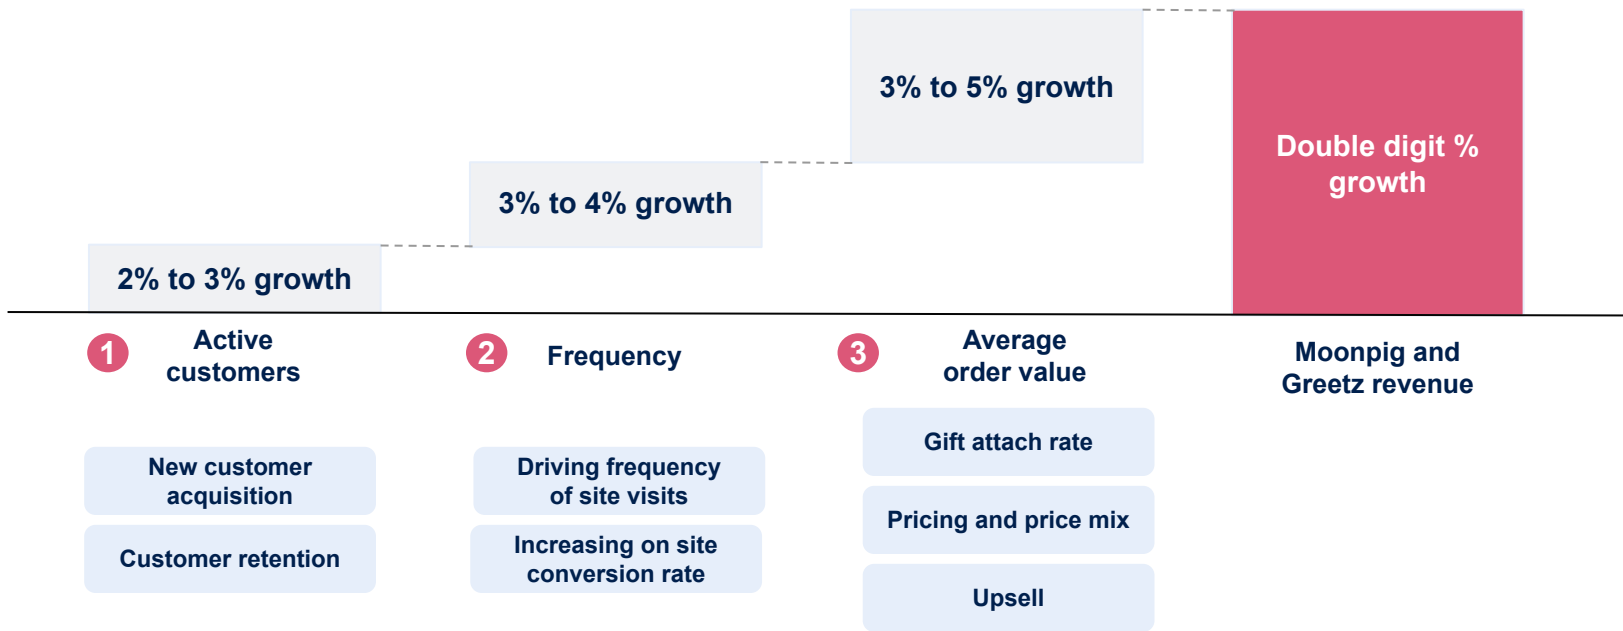 3% to 5% growth
Double digit %
growth
3% to 4% growth
2% to 3% growth
1
Active
customers
2
Frequency
3
Average
order value
Moonpig and
Greetz revenue
New customer
acquisition
Customer retention
Driving frequency
of site visits
Increasing on site
conversion rate
Gift attach rate
Pricing and price mix
Upsell